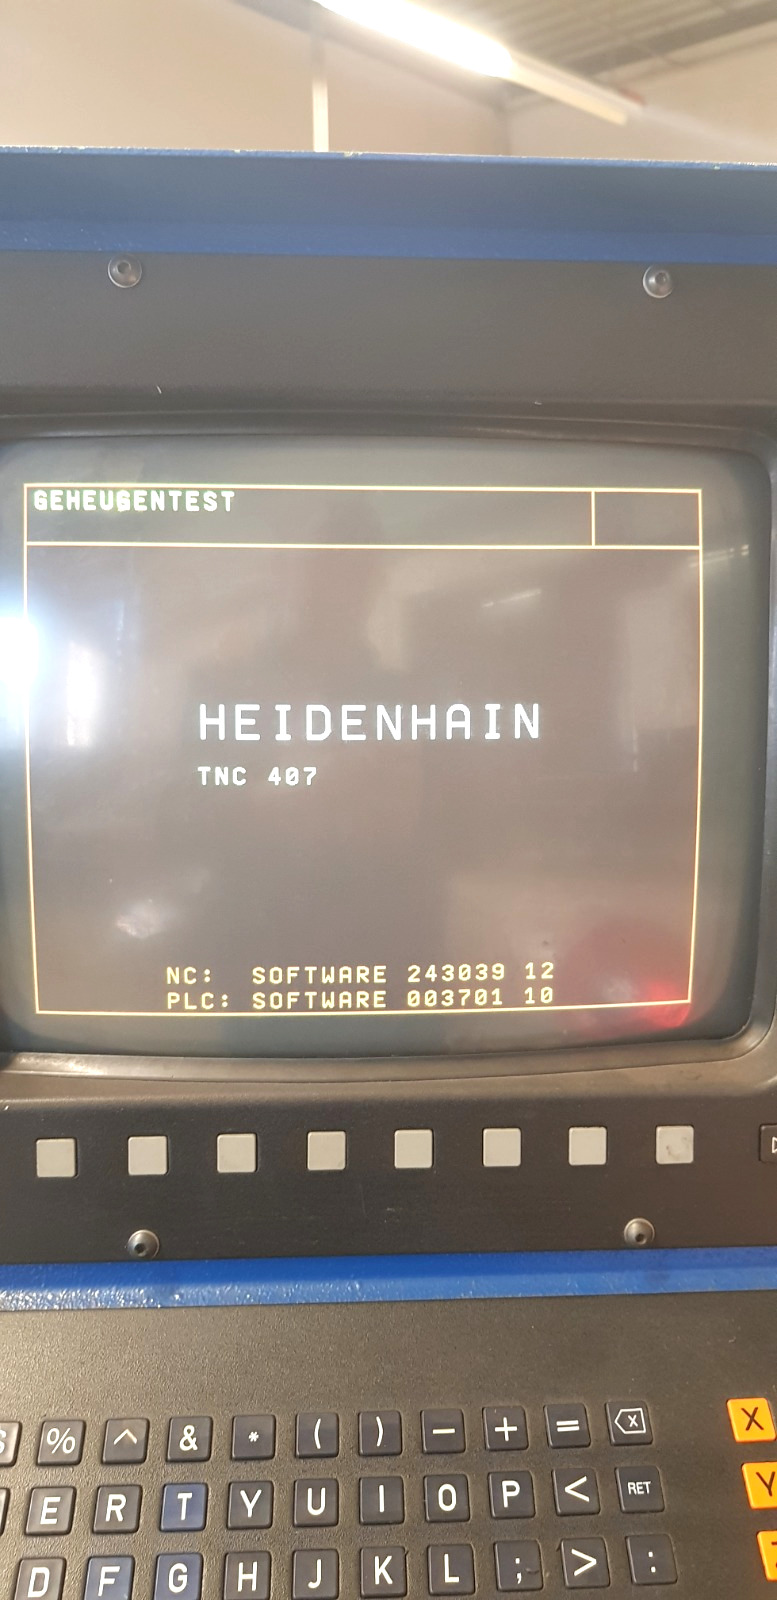 GEHEUGENTEST
HEIDENHAIN
TNC 407
NC: SOFTWARE 243039 12
PLC: SOFTWARE 003701 10
% ^ & * ( ) - + =
X
E R T Y U I O P < RET
Y
D F G H J K L ; > :